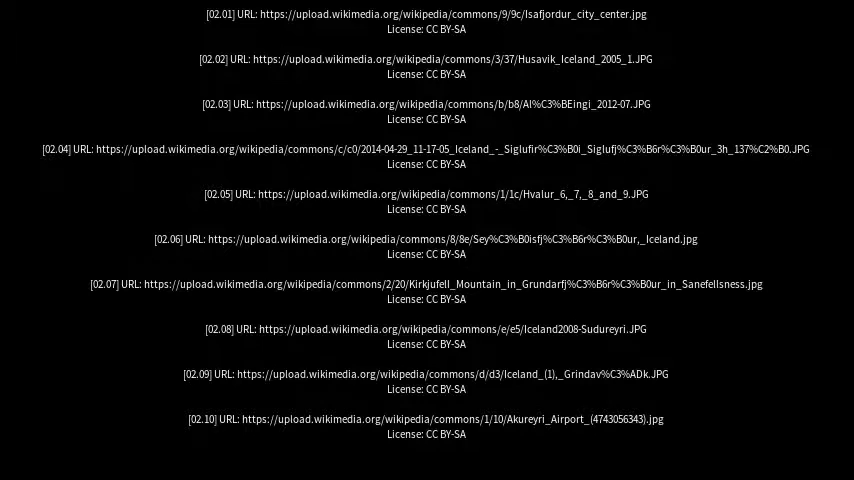 [02.01] URL: https://upload.wikimedia.org/wikipedia/commons/9/9c/Isafjordur_city_center.jpg
License: CC BY-SA
[02.02] URL: https://upload.wikimedia.org/wikipedia/commons/3/37/Husavik_Iceland_2005_1.JPG
License: CC BY-SA
[02.03] URL: https://upload.wikimedia.org/wikipedia/commons/b/b8/Al%C3%BEingi_2012-07.JPG
License: CC BY-SA
[02.04] URL: https://upload.wikimedia.org/wikipedia/commons/c/c0/2014-04-29_11-17-05_Iceland_-_Siglufir%C3%B0i_Siglufj%C3%B6r%C3%B0ur_3h_137%C2%B0.JPG
License: CC BY-SA
[02.05] URL: https://upload.wikimedia.org/wikipedia/commons/1/1c/Hvalur_6,_7,_8_and_9.JPG
License: CC BY-SA
[02.06] URL: https://upload.wikimedia.org/wikipedia/commons/8/8e/Sey%C3%B0isfj%C3%B6r%C3%B0ur,_Iceland.jpg
License: CC BY-SA
[02.07] URL: https://upload.wikimedia.org/wikipedia/commons/2/20/Kirkjufell_Mountain_in_Grundarfj%C3%B6r%C3%B0ur_in_Sanefellsness.jpg
License: CC BY-SA
[02.08] URL: https://upload.wikimedia.org/wikipedia/commons/e/e5/Iceland2008-Sudureyri.JPG
License: CC BY-SA
[02.09] URL: https://upload.wikimedia.org/wikipedia/commons/d/d3/Iceland_(1),_Grindav%C3%ADk.JPG
License: CC BY-SA
[02.10] URL: https://upload.wikimedia.org/wikipedia/commons/1/10/Akureyri_Airport_(4743056343).jpg
License: CC BY-SA